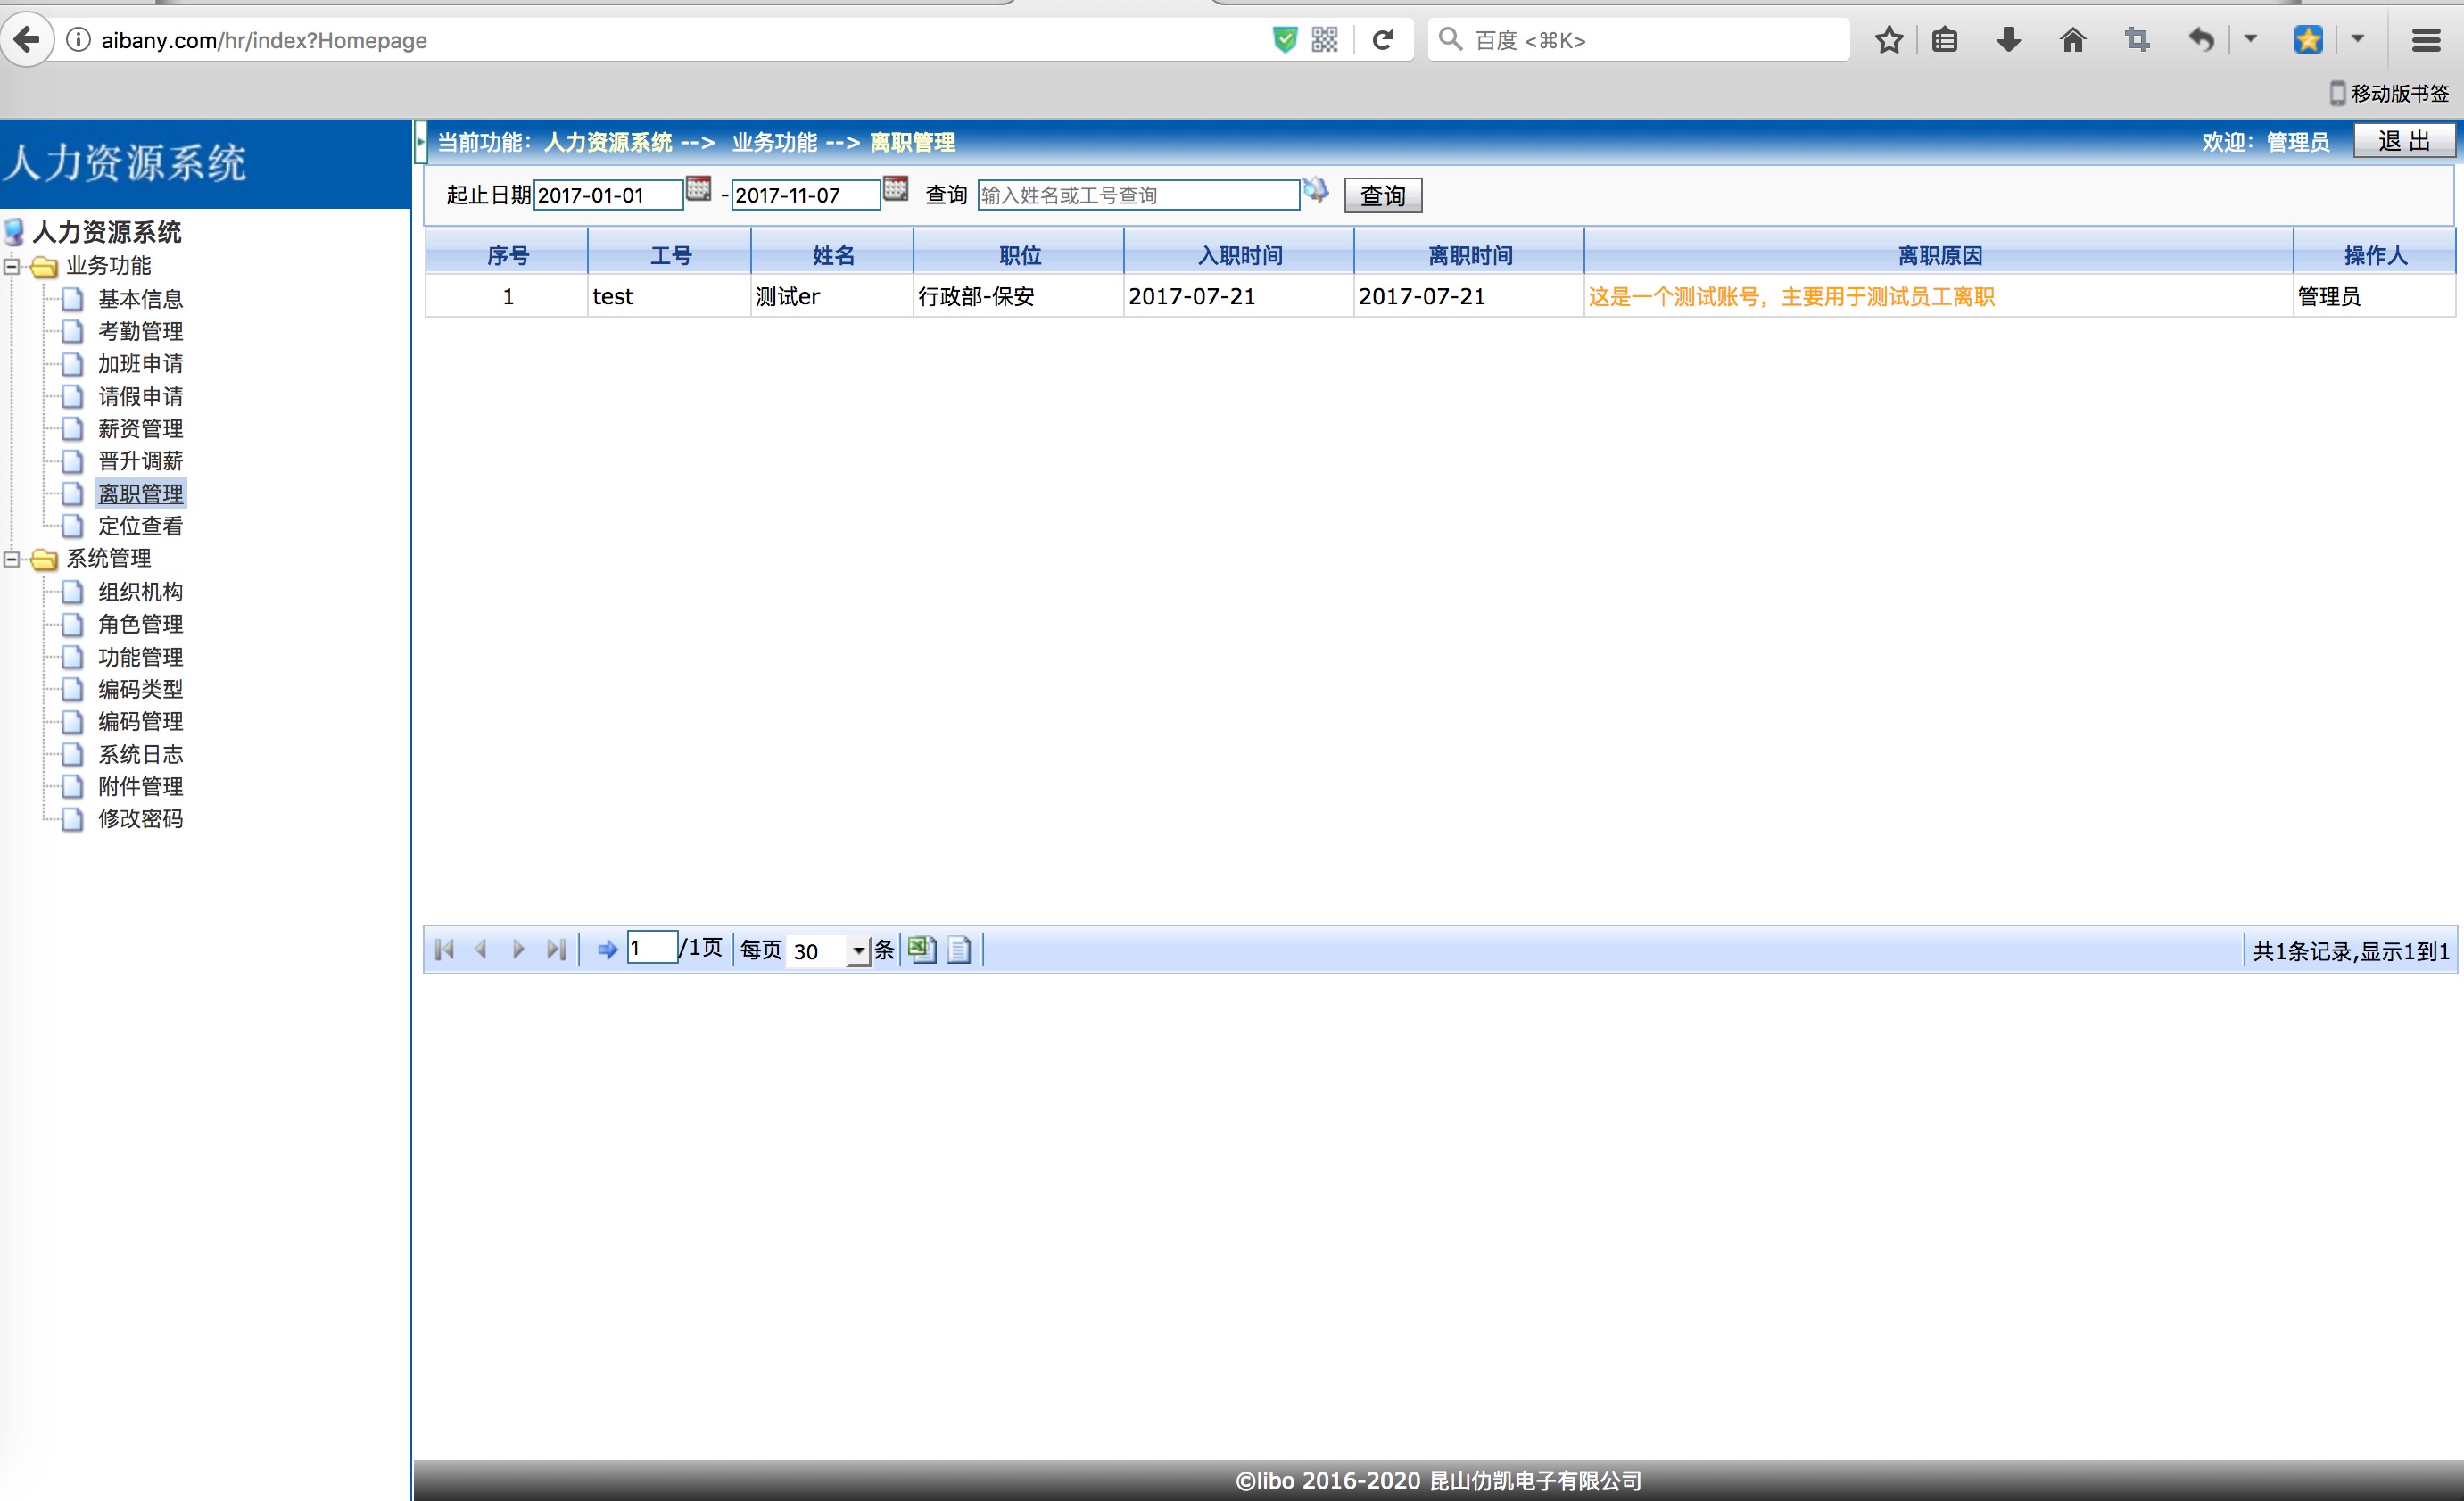 aibany.com/hr/index?Homepage
百度 <⌘K>
移动版书签
人力资源系统
当前功能：人力资源系统 --> 业务功能 --> 离职管理
欢迎：管理员
退 出
起止日期 2017-01-01 - 2017-11-07 查询 输入姓名或工号查询 查询
人力资源系统
业务功能
基本信息
考勤管理
加班申请
请假申请
薪资管理
晋升调薪
离职管理
定位查看
系统管理
组织机构
角色管理
功能管理
编码类型
编码管理
系统日志
附件管理
修改密码
序号 工号 姓名 职位 入职时间 离职时间 离职原因 操作人
1 test 测试er 行政部-保安 2017-07-21 2017-07-21 这是一个测试账号，主要用于测试员工离职 管理员
1 /1页 每页 30 条
共1条记录,显示1到1
©libo 2016-2020 昆山仂凯电子有限公司